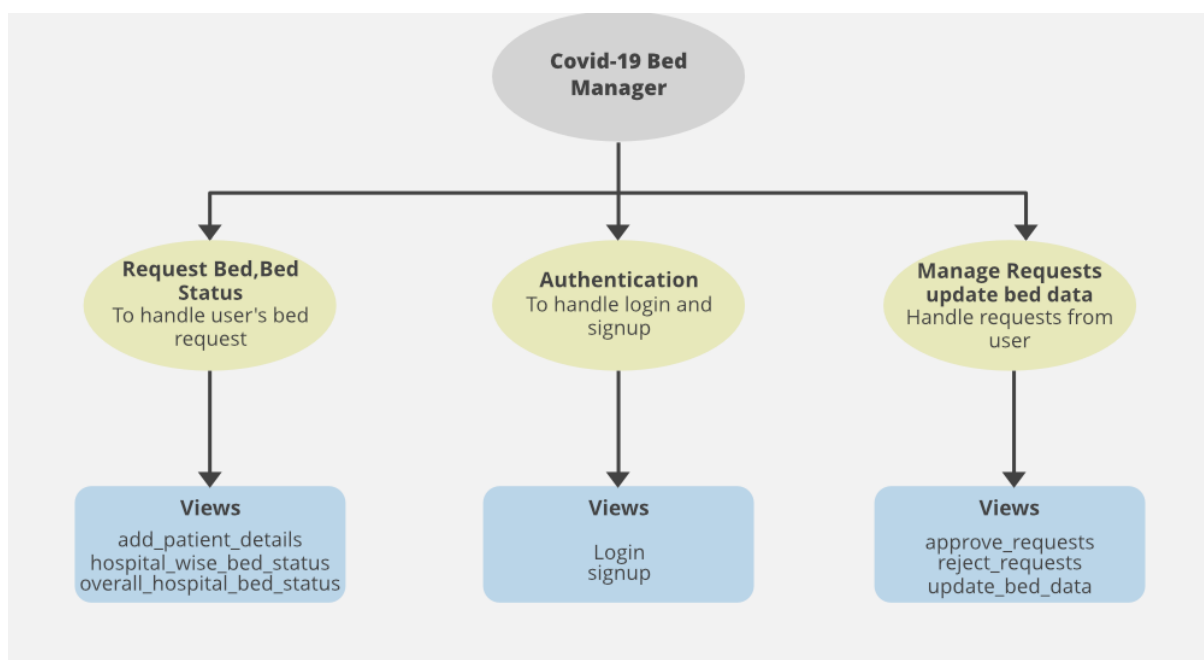 Covid-19 Bed
Manager
Request Bed,Bed
Status
To handle user's bed
request
Authentication
To handle login and
signup
Manage Requests
update bed data
Handle requests from
user
Views
add_patient_details
hospital_wise_bed_status
overall_hospital_bed_status
Views
Login
signup
Views
approve_requests
reject_requests
update_bed_data